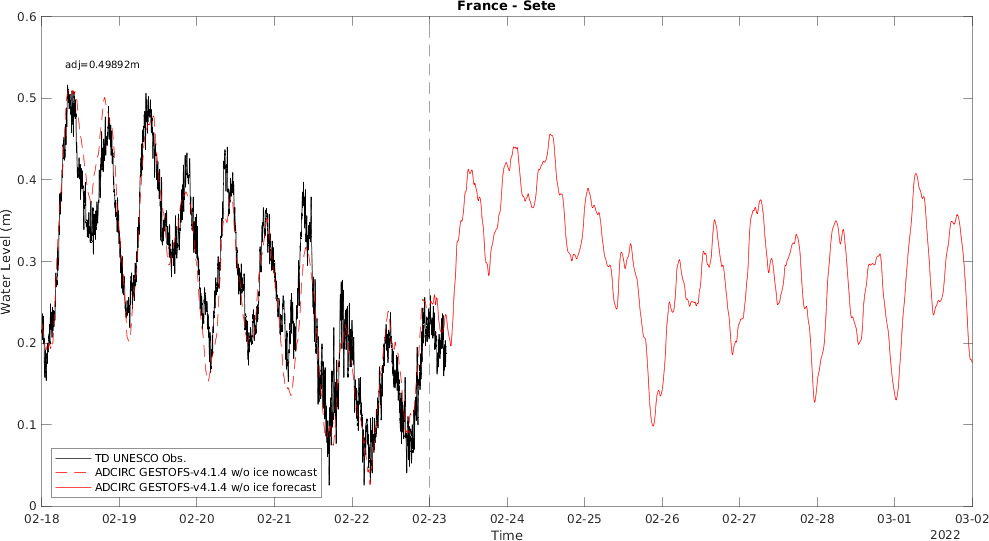 France - Sete
0.6
adj=0.49892m
0.5
0.4
0.3
0.2
0.1
0
Water Level (m)
TD UNESCO Obs.
ADCIRC GESTOFS-v4.1.4 w/o ice nowcast
ADCIRC GESTOFS-v4.1.4 w/o ice forecast
02-18 02-19 02-20 02-21 02-22 02-23 02-24 02-25 02-26 02-27 02-28 03-01 03-02
Time
2022